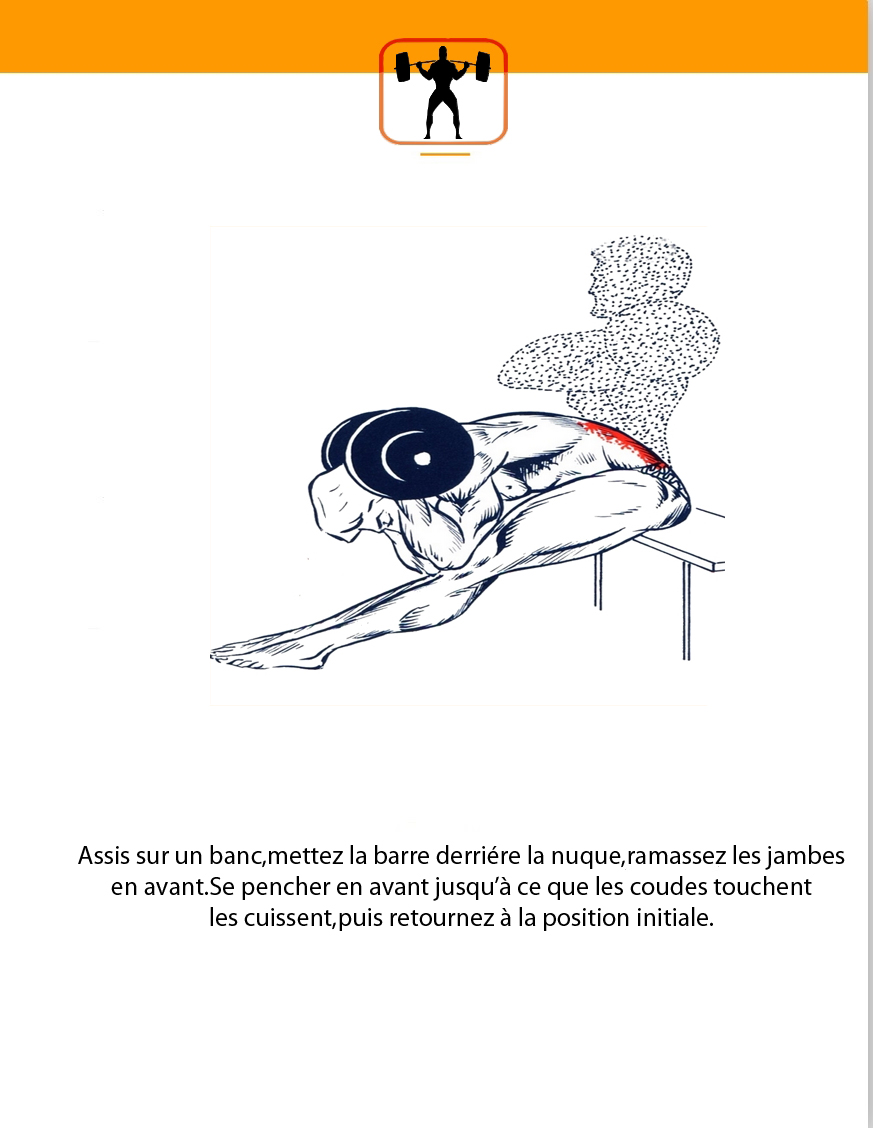 Assis sur un banc,mettez la barre derriére la nuque,ramassez les jambes
en avant.Se pencher en avant jusqu’à ce que les coudes touchent
les cuissent,puis retournez à la position initiale.